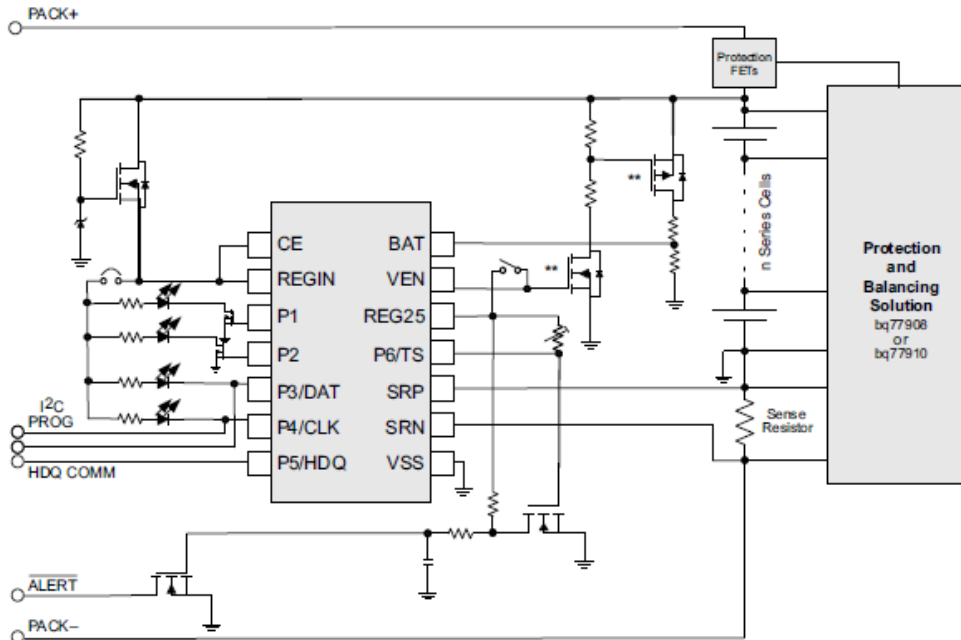 PACK+
Protection
FETs
**
**
n Series Cells
CE
REGIN
P1
P2
P3/DAT
P4/CLK
P5/HDQ
BAT
VEN
REG25
P6/TS
SRP
SRN
VSS
Protection
and
Balancing
Solution
bq77908
or
bq77910
Sense
Resistor
I2C
PROG
HDQ COMM
ALERT
PACK–